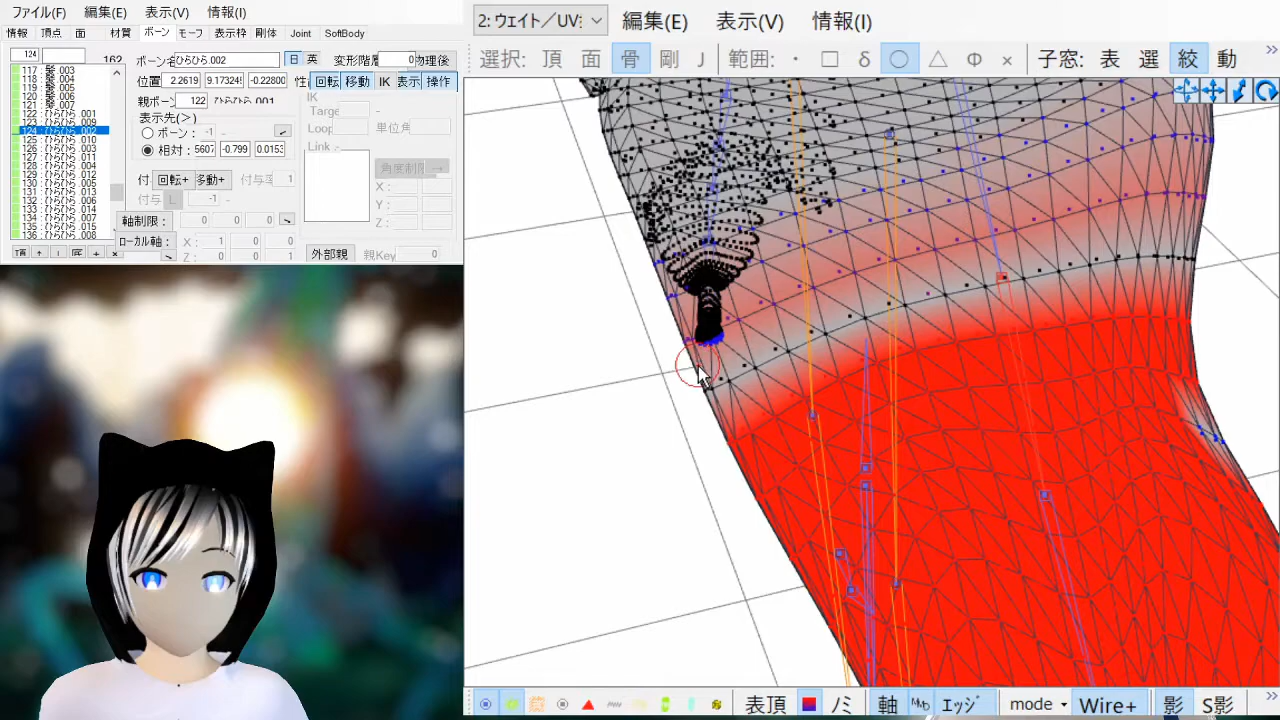 ファイル(F) 編集(E) 表示(V) 情報(I)
情報 頂点 面 材質 ボーン モーフ 表示枠 剛体 Joint SoftBody
124 162 ボーン名 ひらひら.002 日 英 変形階層 0 物理後
位置 2.2619 9.17324 -0.22800 性 回転 移動 IK 表示 操作
親ボーン 122 ひらひら.001
表示先(>)
ボーン: -1 -
相対: 5607 -0.799 0.0153
付 回転+ 移動+ 付与率 1
付与 L -1 -
軸制限: 0 0 0
ローカル軸: X: 1 0 0
Z: 0 0 1
IK
Targe
Loop 単位角
Link -
角度制限 →
X:
Y:
Z:
外部親 親Key 0
117 : 髪.003
118 : 髪.004
119 : 髪.005
120 : 髪.006
121 : 髪.007
122 : ひらひら.001
123 : ひらひら.009
124 : ひらひら.002
125 : ひらひら.010
126 : ひらひら.003
127 : ひらひら.011
128 : ひらひら.004
129 : ひらひら.012
130 : ひらひら.005
131 : ひらひら.013
132 : ひらひら.006
133 : ひらひら.014
134 : ひらひら.007
135 : ひらひら.015
136 : ひらひら.008
2: ウェイト／UV 編集(E) 表示(V) 情報(I)
選択: 頂 面 骨 剛 J 範囲: ・ □ δ ○ △ Φ × 子窓: 表 選 絞 動 »
表頂 ノミ 軸 MMD エッジ mode Wire+ 影 S影 »